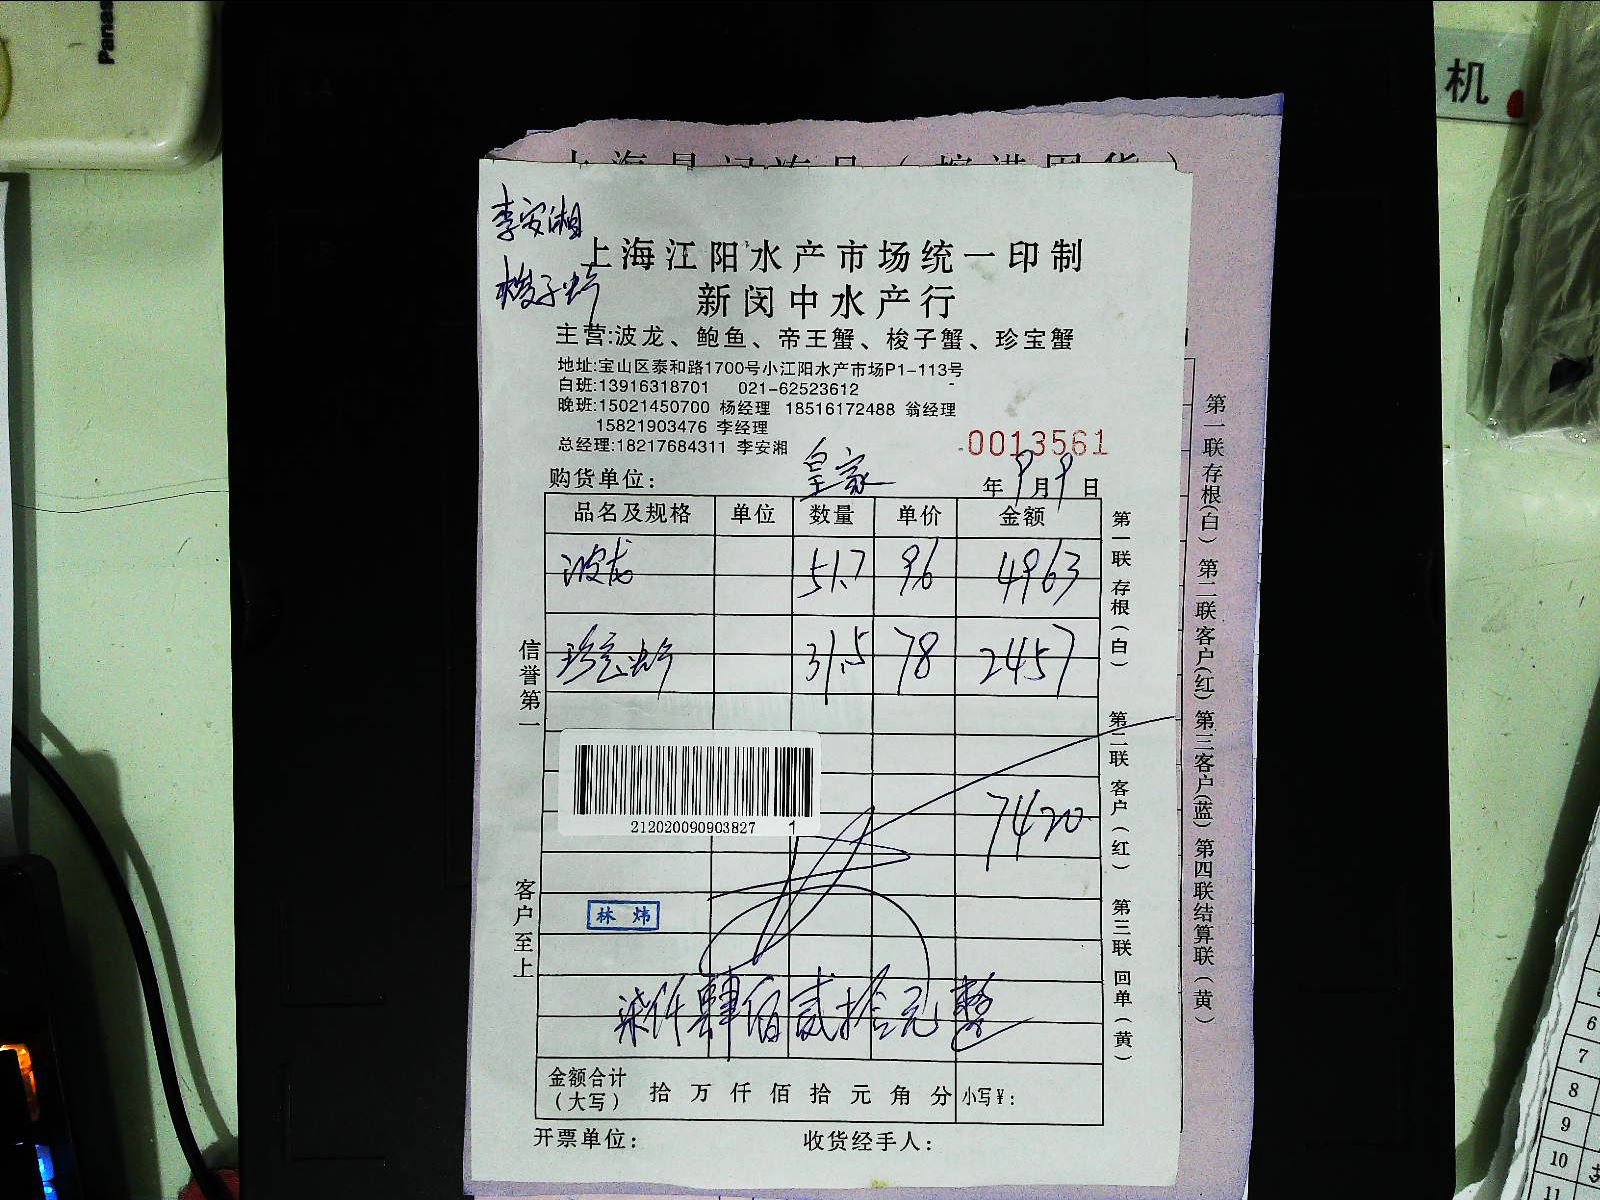 Panas
机
李安湘
梭子蟹
上海江阳水产市场统一印制
新闵中水产行
主营:波龙、鲍鱼、帝王蟹、梭子蟹、珍宝蟹
地址:宝山区泰和路1700号小江阳水产市场P1-113号
白班:13916318701 021-62523612
晚班:15021450700 杨经理 18516172488 翁经理
15821903476 李经理
总经理:18217684311 李安湘
0013561
购货单位: 皇家 年9月9日
品名及规格 单位 数量 单价 金额
波龙 51.7 96 4963
珍宝蟹 31.5 78 2457
7420
212020090903827 1
林炜
柒仟肆佰贰拾元整
金额合计(大写) 拾万仟佰拾元角分 小写¥:
开票单位: 收货经手人:
信誉第一
客户至上
第一联存根(白) 第二联客户(红) 第三联回单(黄)
第一联存根(白) 第二联客户(红) 第三客户(蓝) 第四联结算联(黄)
6
7
8
9
10
11